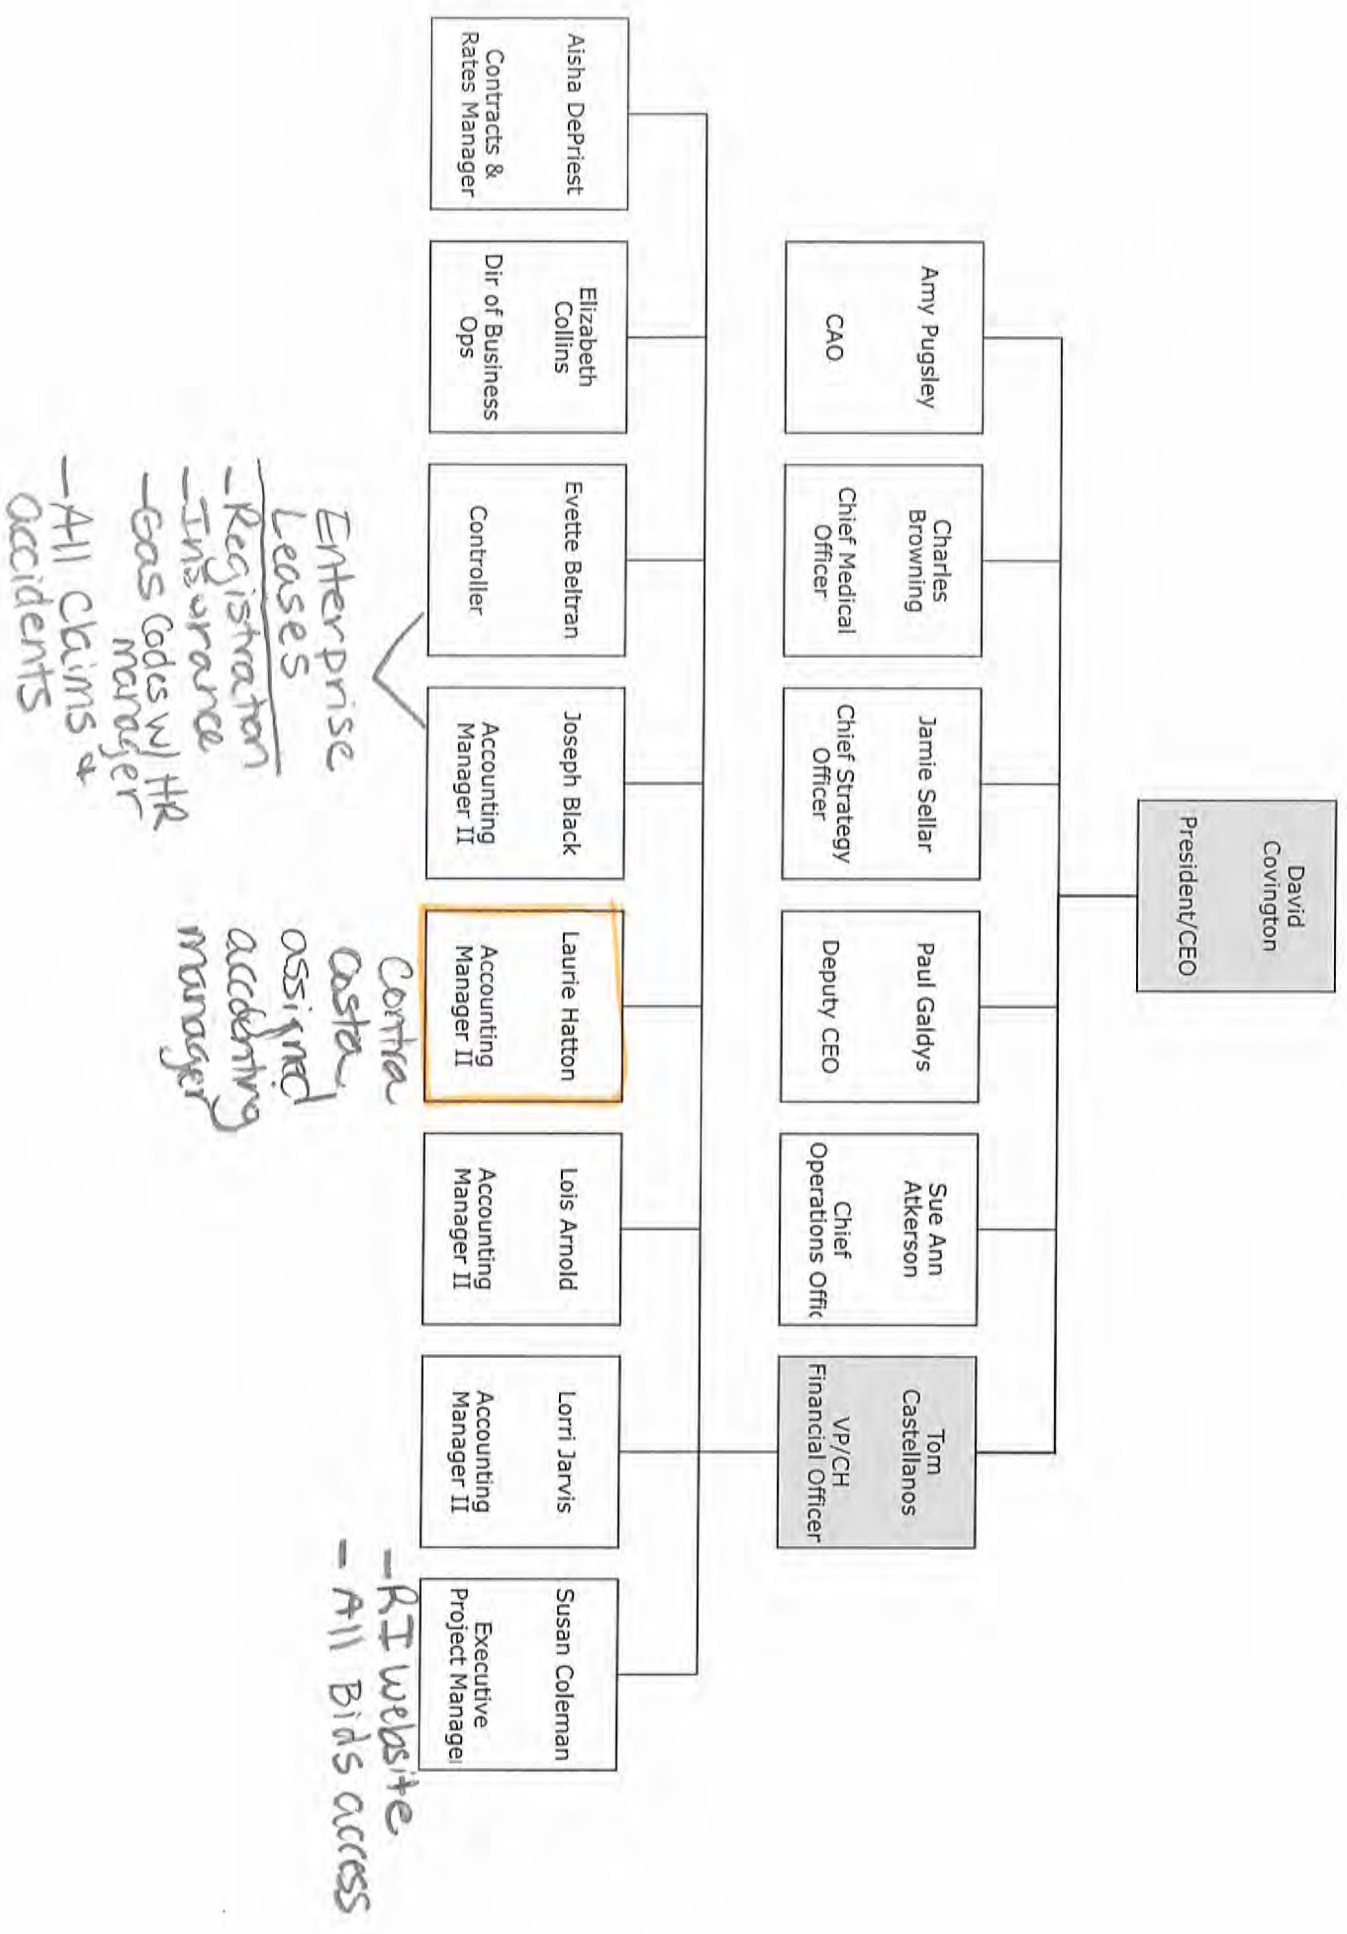 David
Covington
President/CEO
Amy Pugsley
CAO
Charles
Browning
Chief Medical
Officer
Jamie Sellar
Chief Strategy
Officer
Paul Galdys
Deputy CEO
Sue Ann
Atkerson
Chief
Operations Offic
Tom
Castellanos
VP/CH
Financial Officer
Aisha DePriest
Contracts &
Rates Manager
Elizabeth
Collins
Dir of Business
Ops
Evette Beltran
Controller
Joseph Black
Accounting
Manager II
Laurie Hatton
Accounting
Manager II
Lois Arnold
Accounting
Manager II
Lorri Jarvis
Accounting
Manager II
Susan Coleman
Executive
Project Manager
Enterprise
Leases
- Registration
- Insurance
- Gas Codes w/ HR
manager
- All Claims &
accidents
Contra
Costa
assigned
accounting
manager
- RI website
- All Bids access